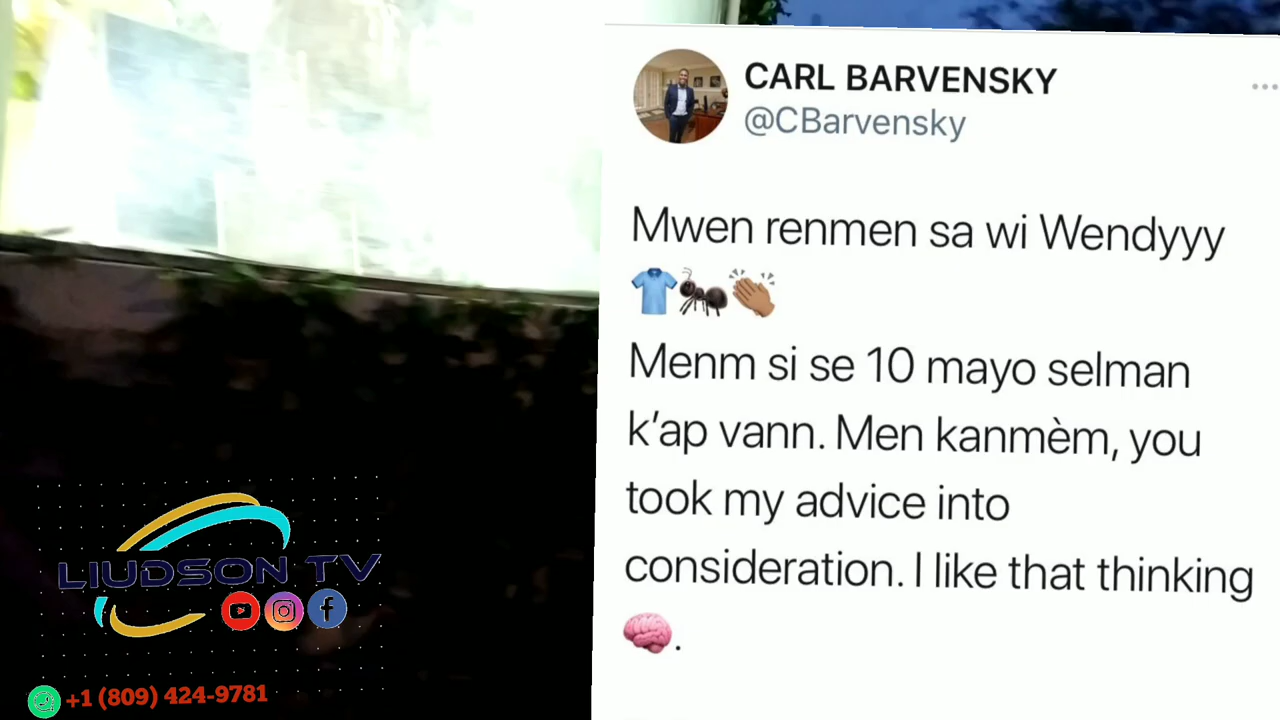 CARL BARVENSKY
@CBarvensky
Mwen renmen sa wi Wendyyy
👕🐜👏🏽
Menm si se 10 mayo selman
k'ap vann. Men kanmèm, you
took my advice into
consideration. I like that thinking
🧠.
LIUDSON TV
+1 (809) 424-9781